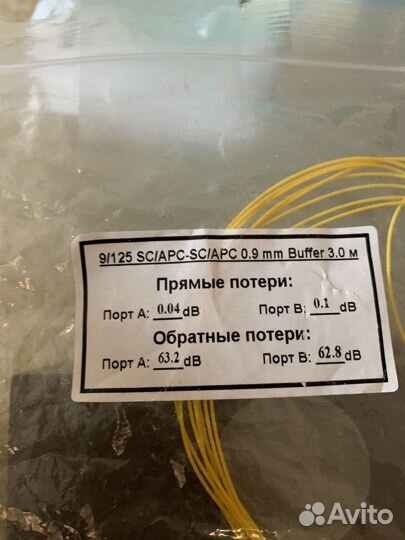 9/125 SC/APC-SC/APC 0.9 mm Buffer 3.0 м
Прямые потери:
Порт A: 0.04 dB Порт B: 0.1 dB
Обратные потери:
Порт A: 63.2 dB Порт B: 62.8 dB
Avito